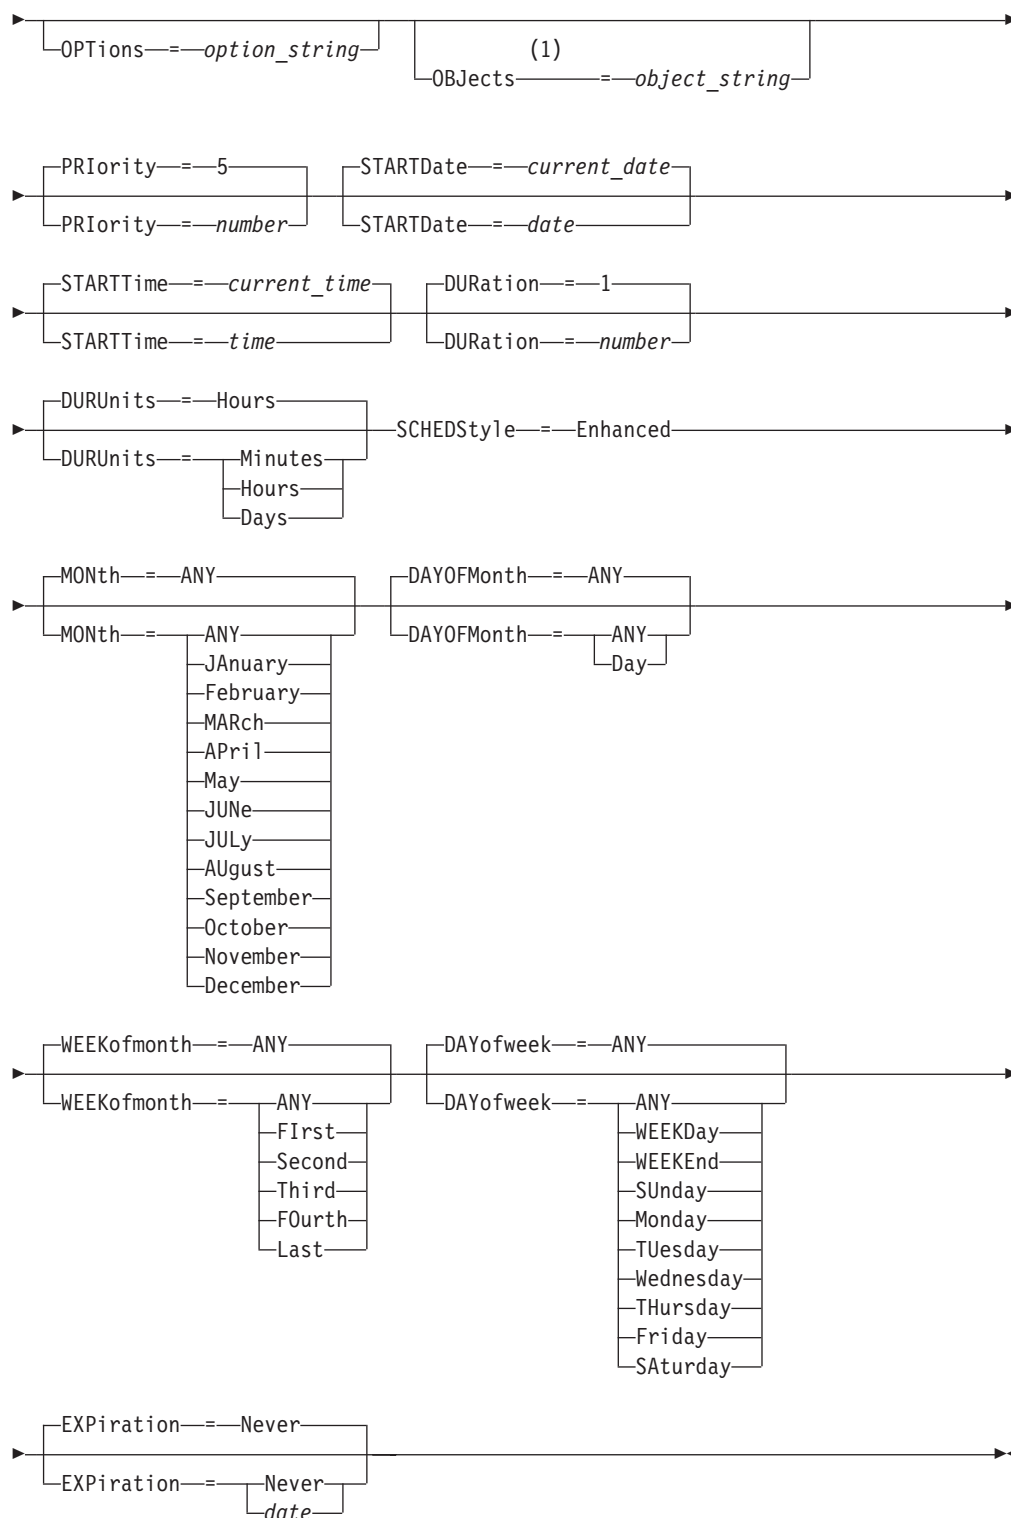 OPTions = option_string
(1)
OBJects = object_string
PRIority = 5
PRIority = number
STARTDate = current_date
STARTDate = date
STARTTime = current_time
STARTTime = time
DURation = 1
DURation = number
DURUnits = Hours
DURUnits = Minutes
Hours
Days
SCHEDStyle = Enhanced
MONth = ANY
MONth = ANY
JAnuary
February
MARch
APril
May
JUNe
JULy
AUgust
September
October
November
December
DAYOFMonth = ANY
DAYOFMonth = ANY
Day
WEEKofmonth = ANY
WEEKofmonth = ANY
FIrst
Second
Third
FOurth
Last
DAYofweek = ANY
DAYofweek = ANY
WEEKDay
WEEKEnd
SUnday
Monday
TUesday
Wednesday
THursday
Friday
SAturday
EXPiration = Never
EXPiration = Never
date